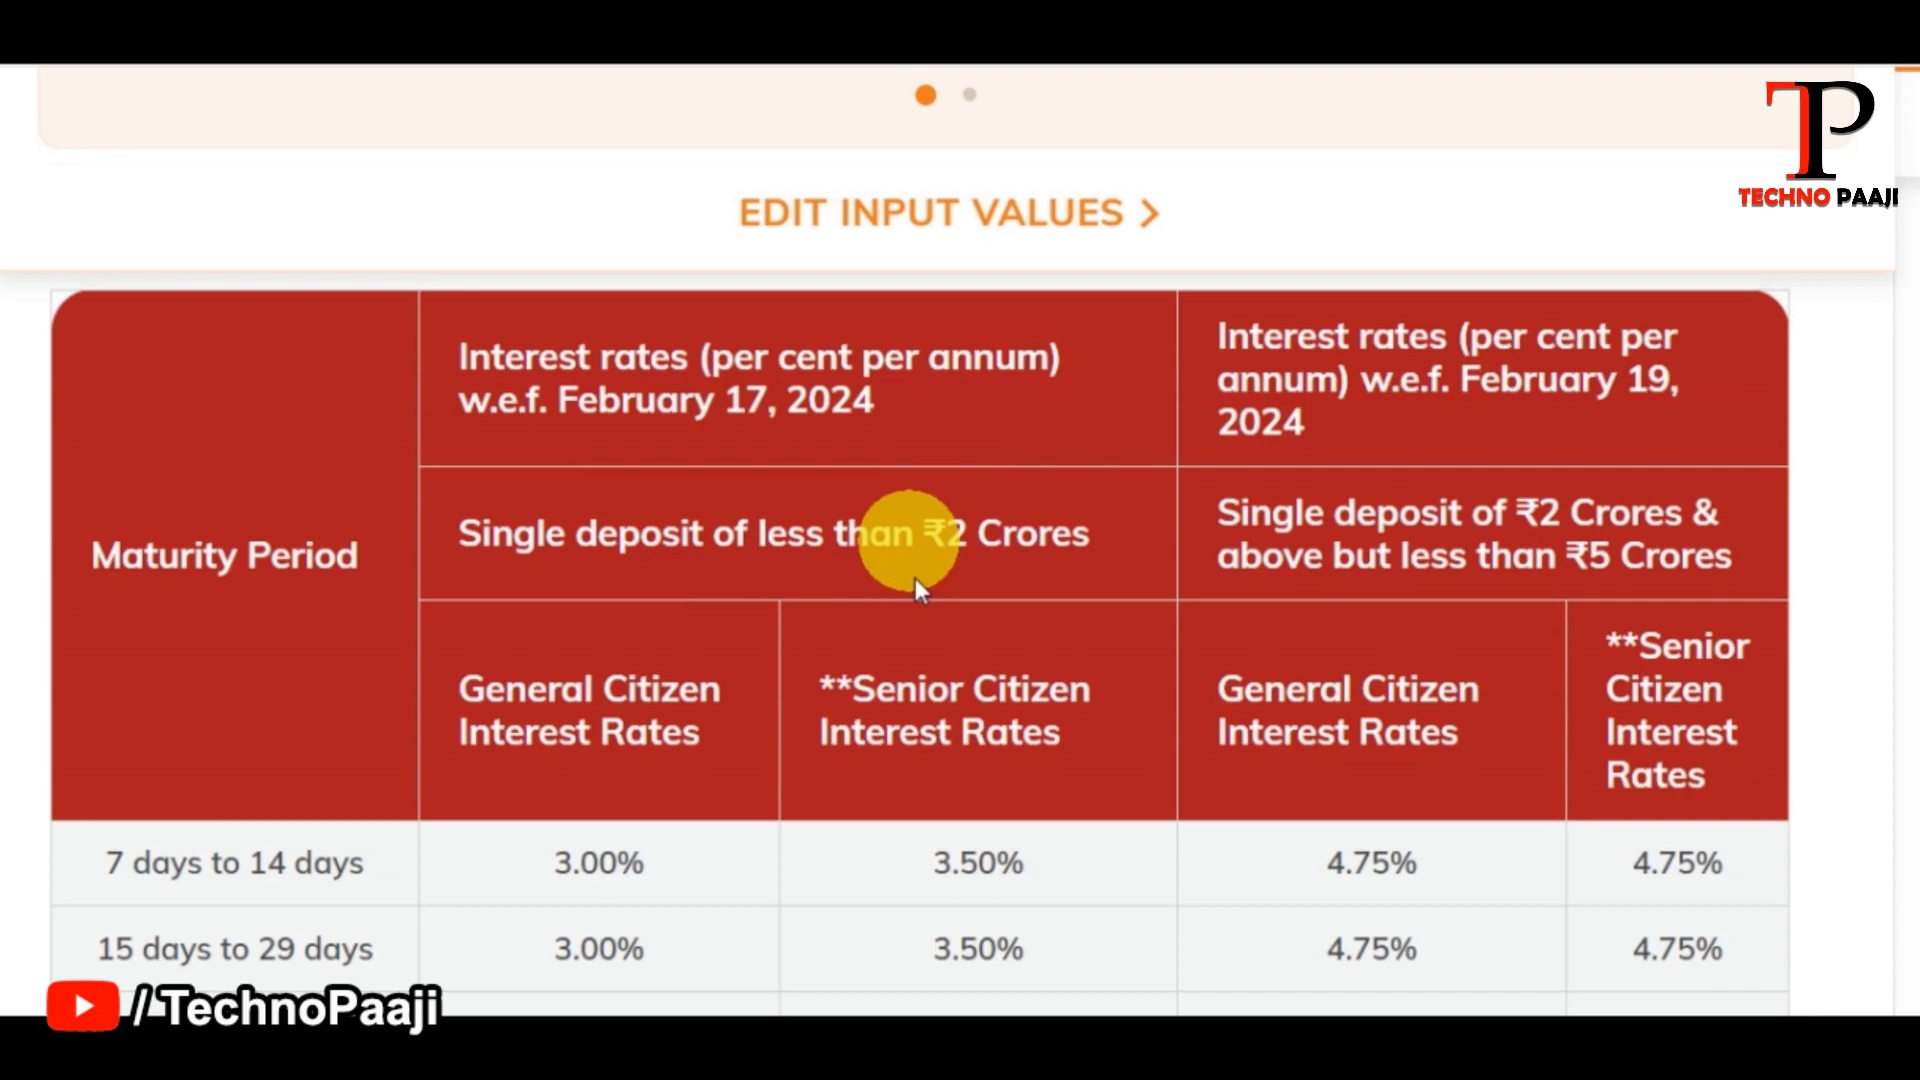 TP
TECHNO PAAJI
EDIT INPUT VALUES >
Maturity Period
Interest rates (per cent per annum)
w.e.f. February 17, 2024
Interest rates (per cent per
annum) w.e.f. February 19,
2024
Single deposit of less than ₹2 Crores
Single deposit of ₹2 Crores &
above but less than ₹5 Crores
General Citizen
Interest Rates
**Senior Citizen
Interest Rates
General Citizen
Interest Rates
**Senior
Citizen
Interest
Rates
7 days to 14 days 3.00% 3.50% 4.75% 4.75%
15 days to 29 days 3.00% 3.50% 4.75% 4.75%
/TechnoPaaji